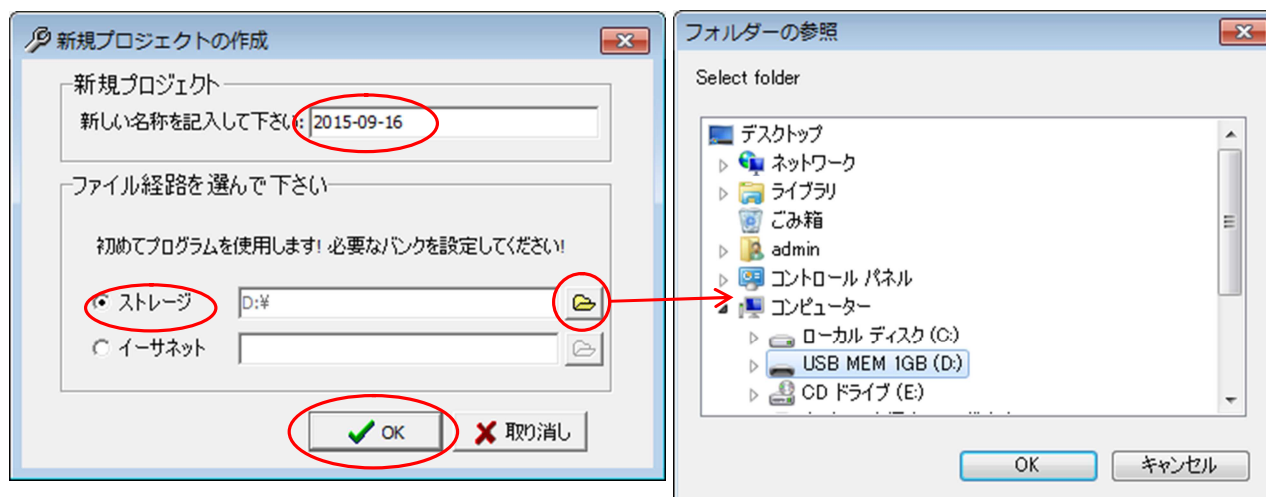 新規プロジェクトの作成
新規プロジェクト
新しい名称を記入して下さい: 2015-09-16
ファイル経路を選んで下さい
初めてプログラムを使用します! 必要なバンクを設定してください!
ストレージ D:¥
イーサネット
OK 取り消し
フォルダーの参照
Select folder
デスクトップ
ネットワーク
ライブラリ
ごみ箱
admin
コントロール パネル
コンピューター
ローカル ディスク (C:)
USB MEM 1GB (D:)
CD ドライブ (E:)
OK キャンセル